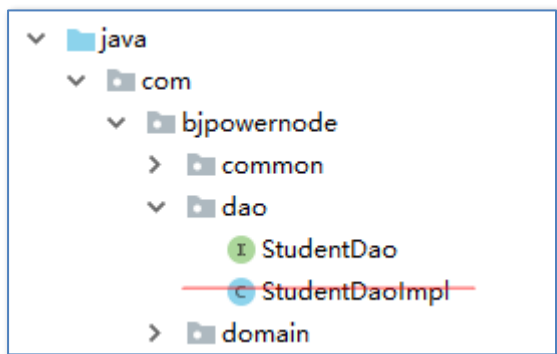 java
com
bjpowernode
common
dao
I StudentDao
C StudentDaoImpl
domain